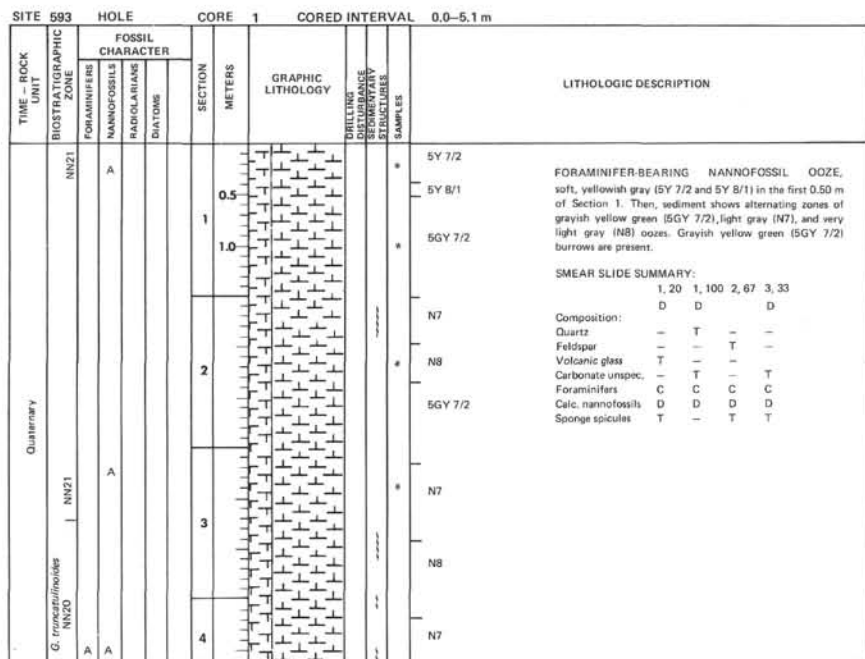 SITE 593 HOLE CORE 1 CORED INTERVAL 0.0–5.1 m
TIME – ROCK UNIT
BIOSTRATIGRAPHIC ZONE
FOSSIL CHARACTER
FORAMINIFERS
NANNOFOSSILS
RADIOLARIANS
DIATOMS
SECTION
METERS
GRAPHIC LITHOLOGY
DRILLING DISTURBANCE
SEDIMENTARY STRUCTURES
SAMPLES
LITHOLOGIC DESCRIPTION
Quaternary
NN21
NN21
G. truncatulinoides
NN20
A
A
A A
1
0.5
1.0
2
3
4
*
*
*
*
5Y 7/2
5Y 8/1
5GY 7/2
N7
N8
5GY 7/2
N7
N8
N7
FORAMINIFER-BEARING NANNOFOSSIL OOZE,
soft, yellowish gray (5Y 7/2 and 5Y 8/1) in the first 0.50 m
of Section 1. Then, sediment shows alternating zones of
grayish yellow green (5GY 7/2), light gray (N7), and very
light gray (N8) oozes. Grayish yellow green (5GY 7/2)
burrows are present.
SMEAR SLIDE SUMMARY:
1, 20 1, 100 2, 67 3, 33
D D D
Composition:
Quartz – T – –
Feldspar – – T –
Volcanic glass T – –
Carbonate unspec. – T – T
Foraminifers C C C C
Calc. nannofossils D D D D
Sponge spicules T – T T